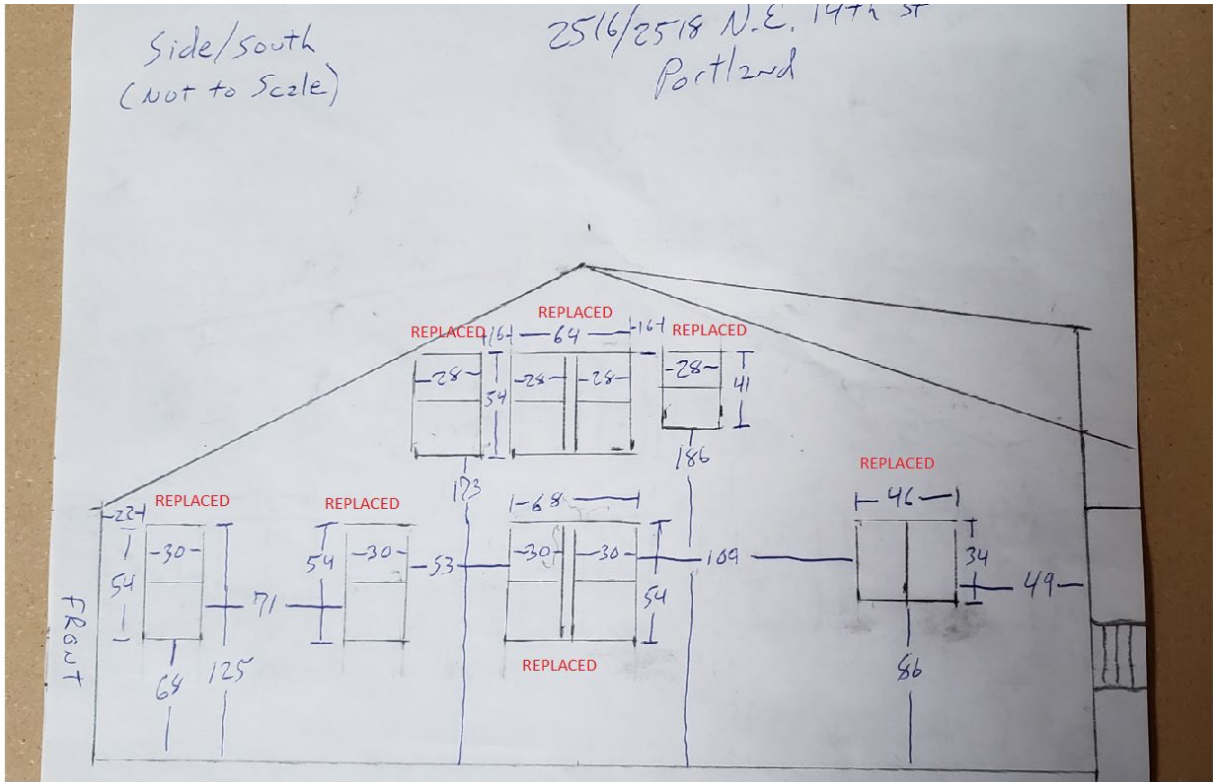 Side/South
(Not to Scale)
2516/2518 N.E. 14th st
Portland
REPLACED
REPLACED
REPLACED
16
64
16
28
54
28
28
28
41
173
186
REPLACED
REPLACED
REPLACED
22
68
46
54
30
54
30
53
30
30
109
34
54
71
49
FRONT
68
125
REPLACED
86